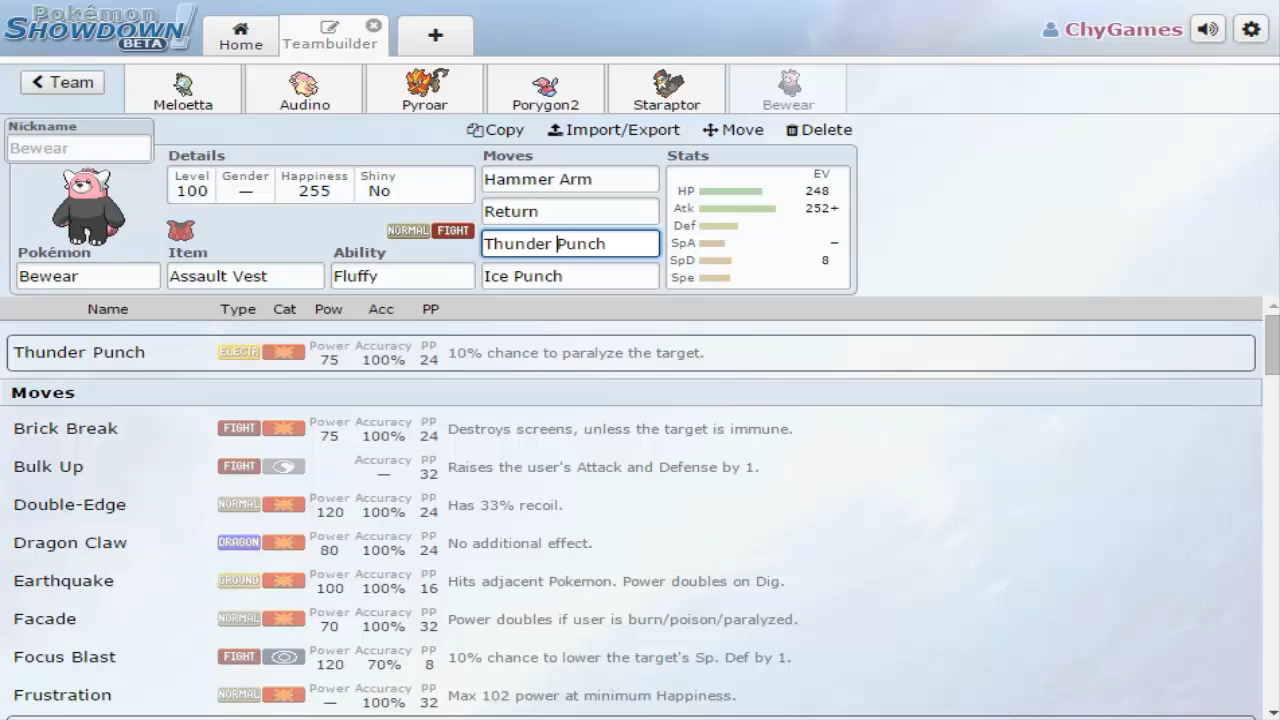 Pokémon
SHOWDOWN!
BETA
Home
Teambuilder
+
ChyGames
Team
Meloetta
Audino
Pyroar
Porygon2
Staraptor
Bewear
Nickname
Bewear
Copy
Import/Export
Move
Delete
Details
Level Gender Happiness Shiny
100 — 255 No
NORMAL FIGHT
Pokémon
Bewear
Item
Assault Vest
Ability
Fluffy
Moves
Hammer Arm
Return
Thunder Punch
Ice Punch
Stats
EV
HP 248
Atk 252+
Def
SpA –
SpD 8
Spe
Name Type Cat Pow Acc PP
Thunder Punch ELECTR Power 75 Accuracy 100% PP 24 10% chance to paralyze the target.
Moves
Brick Break FIGHT Power 75 Accuracy 100% PP 24 Destroys screens, unless the target is immune.
Bulk Up FIGHT Accuracy — PP 32 Raises the user's Attack and Defense by 1.
Double-Edge NORMAL Power 120 Accuracy 100% PP 24 Has 33% recoil.
Dragon Claw DRAGON Power 80 Accuracy 100% PP 24 No additional effect.
Earthquake GROUND Power 100 Accuracy 100% PP 16 Hits adjacent Pokemon. Power doubles on Dig.
Facade NORMAL Power 70 Accuracy 100% PP 32 Power doubles if user is burn/poison/paralyzed.
Focus Blast FIGHT Power 120 Accuracy 70% PP 8 10% chance to lower the target's Sp. Def by 1.
Frustration NORMAL Power — Accuracy 100% PP 32 Max 102 power at minimum Happiness.